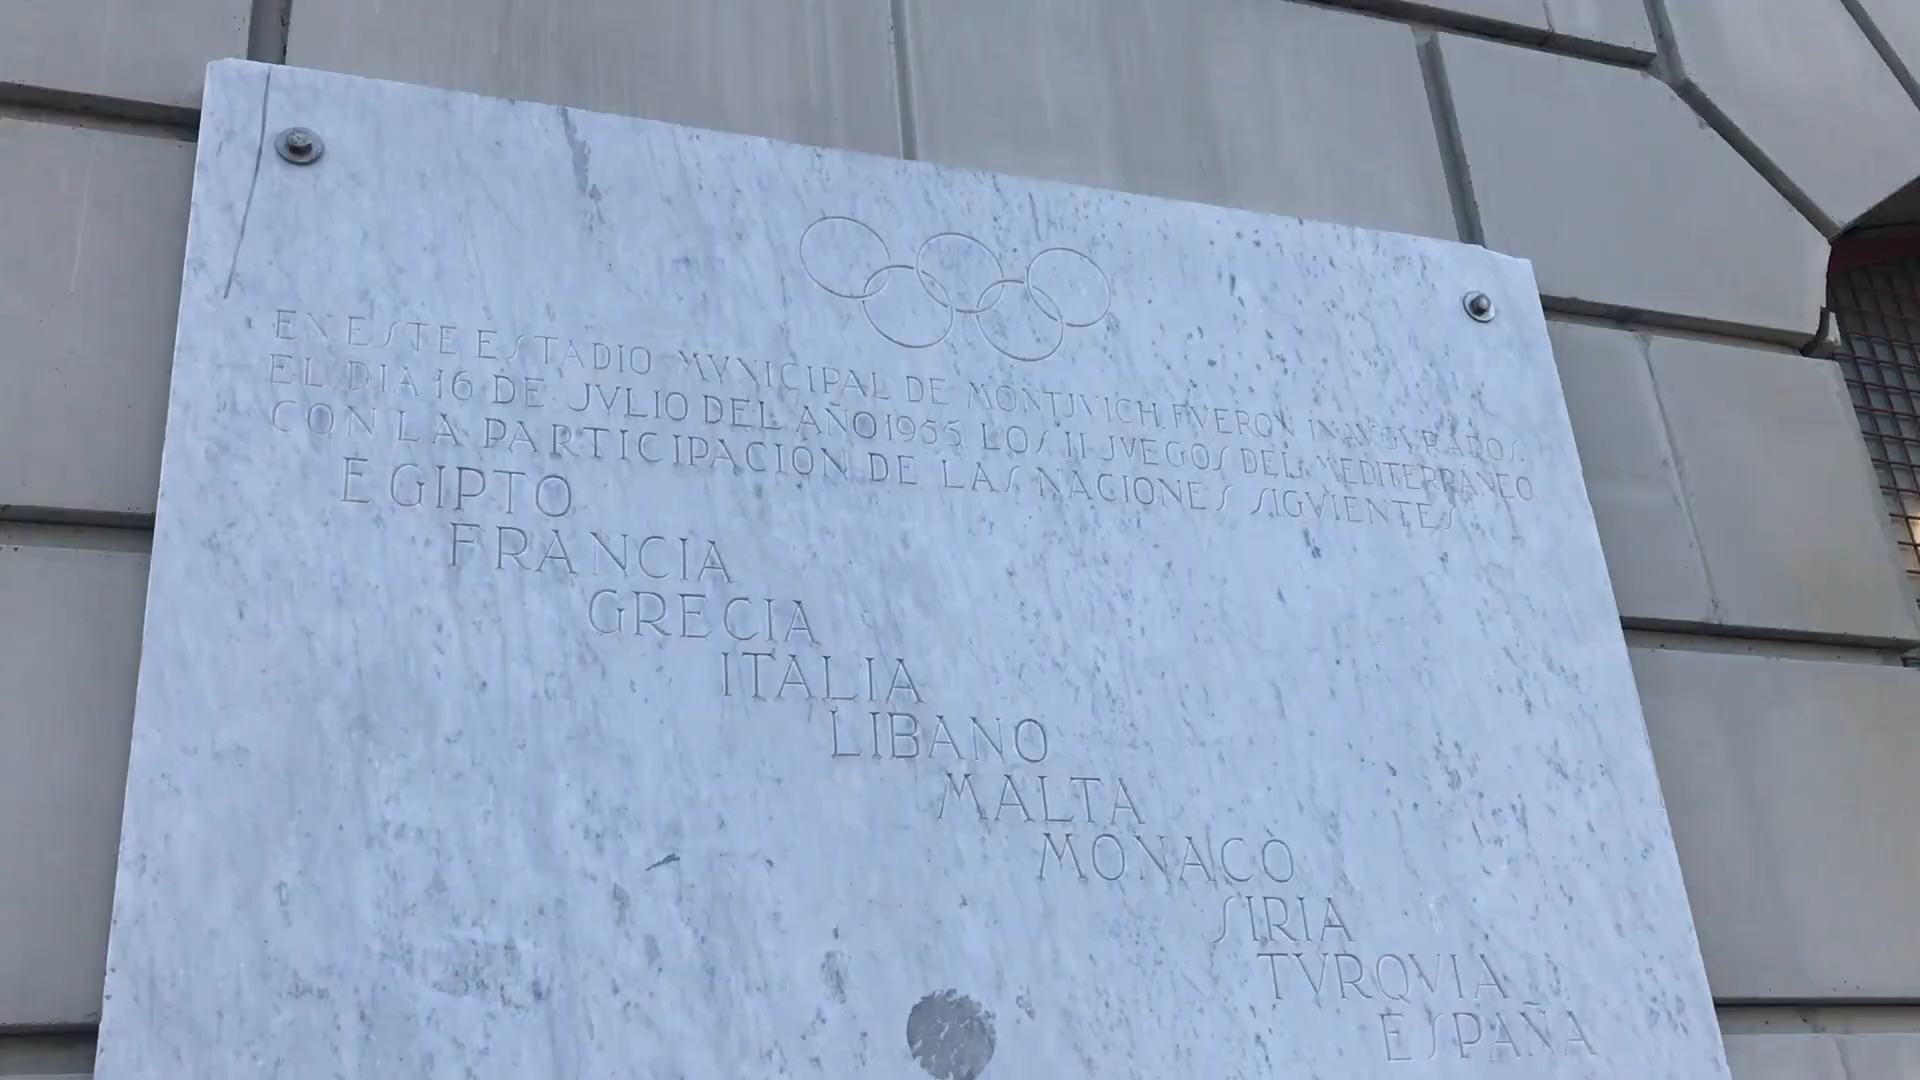 EN ESTE ESTADIO MVNICIPAL DE MONTJVICH, FVERON INAVGVRADOS,
EL DIA 16 DE JVLIO DEL AÑO 1955, LOS II JVEGOS DEL MEDITERRANEO
CON LA PARTICIPACION DE LAS NACIONES SIGVIENTES
EGIPTO
FRANCIA
GRECIA
ITALIA
LIBANO
MALTA
MONACO
SIRIA
TVRQVIA
ESPAÑA